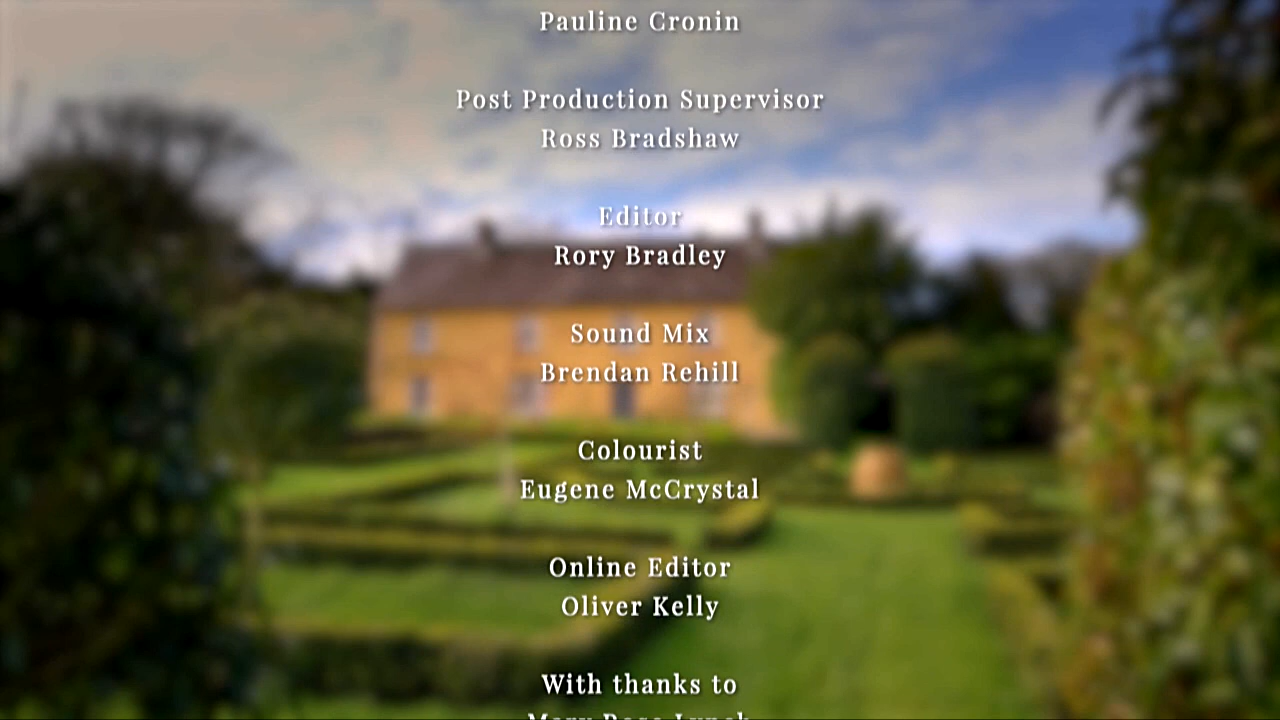 Pauline Cronin
Post Production Supervisor
Ross Bradshaw
Editor
Rory Bradley
Sound Mix
Brendan Rehill
Colourist
Eugene McCrystal
Online Editor
Oliver Kelly
With thanks to